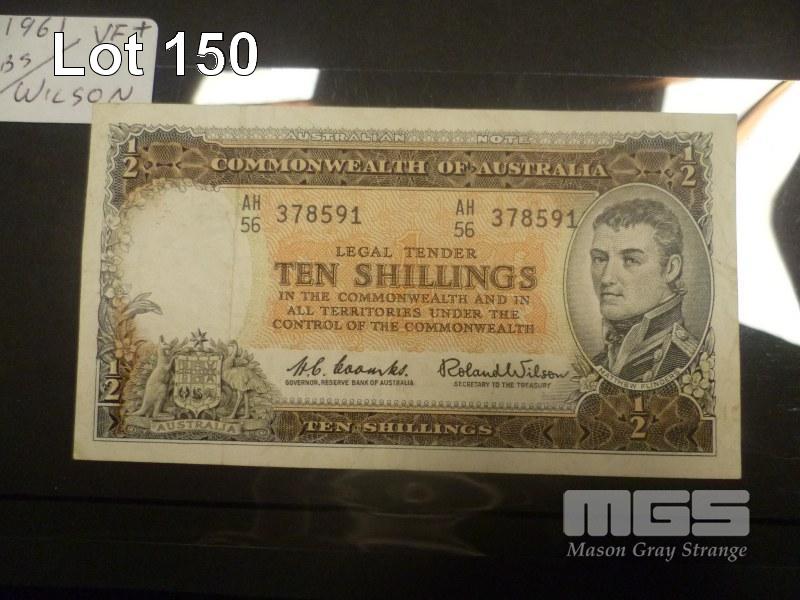 1961 VF+
Lot 150
WILSON
AUSTRALIAN NOTE
COMMONWEALTH OF AUSTRALIA
1/2
1/2
AH
56 378591
AH
56 378591
LEGAL TENDER
TEN SHILLINGS
IN THE COMMONWEALTH AND IN
ALL TERRITORIES UNDER THE
CONTROL OF THE COMMONWEALTH
H.C. Coombs.
GOVERNOR, RESERVE BANK OF AUSTRALIA
Roland Wilson
SECRETARY TO THE TREASURY
MATTHEW FLINDERS
1/2
1/2
AUSTRALIA
TEN SHILLINGS
MGS
Mason Gray Strange